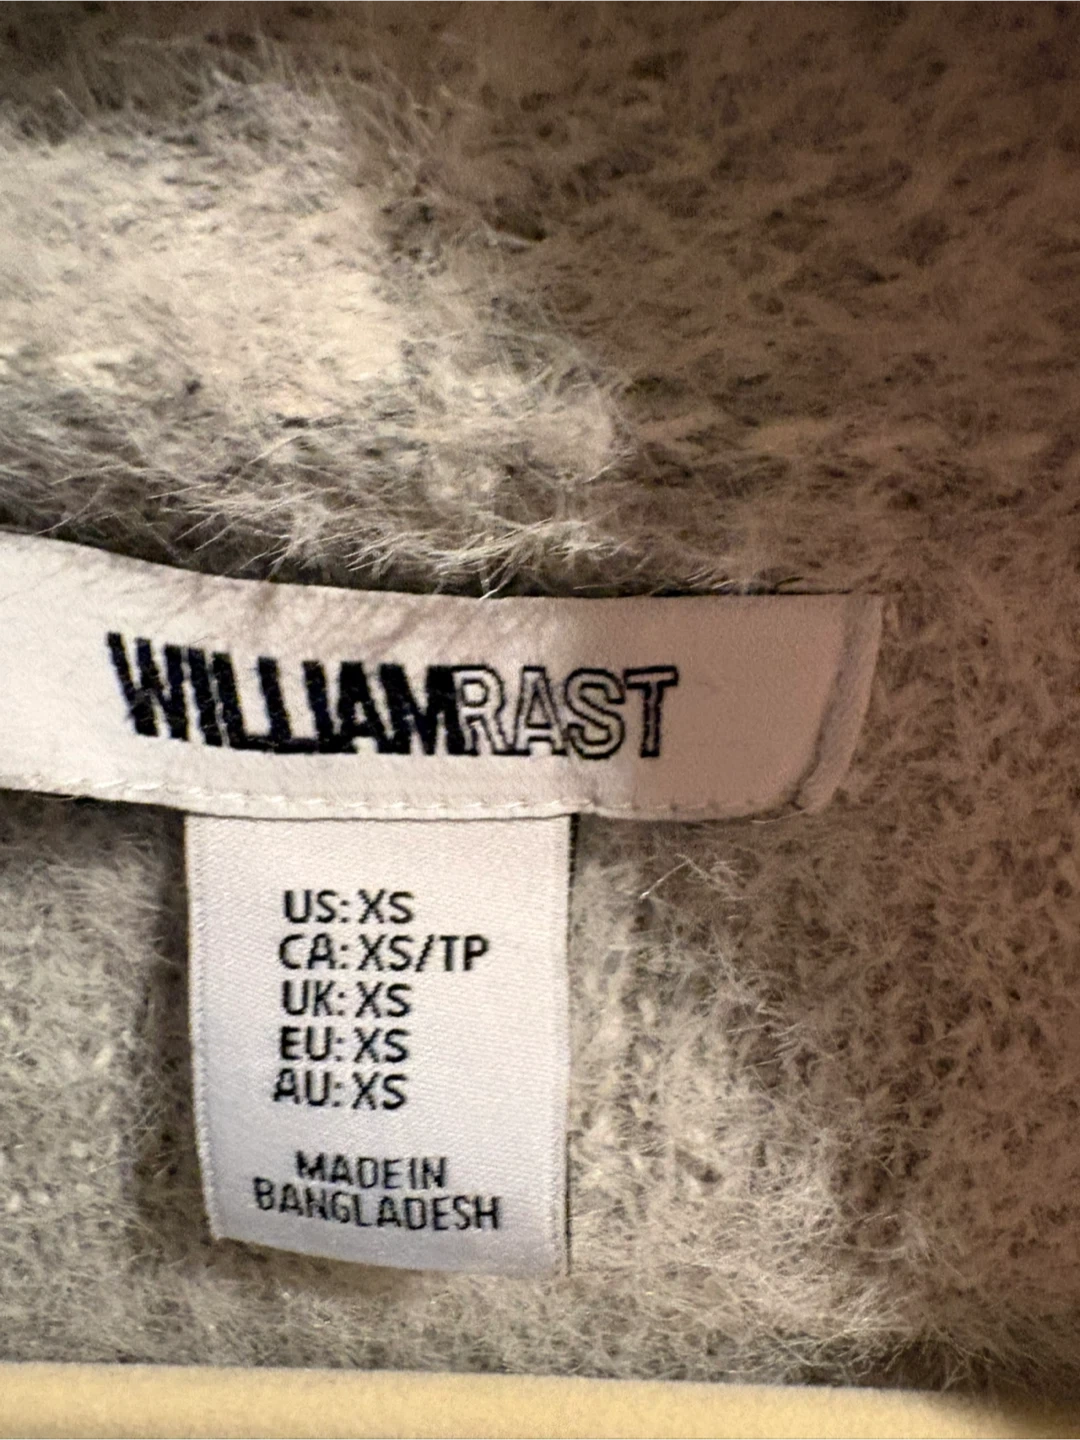 WILLIAMRAST
US: XS
CA: XS/TP
UK: XS
EU: XS
AU: XS
MADE IN
BANGLADESH